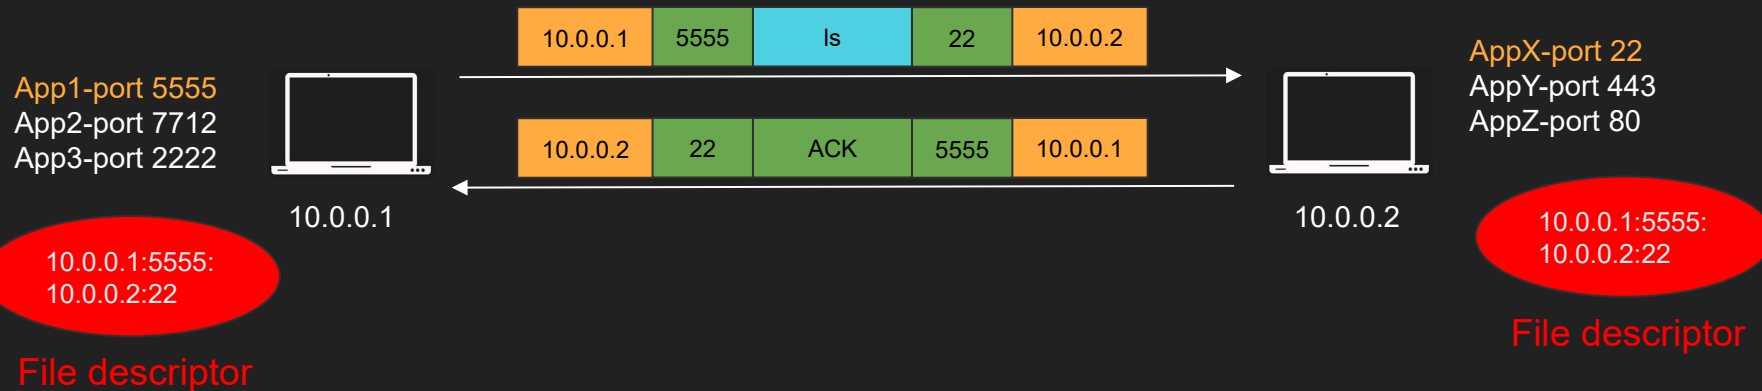 10.0.0.1 5555 ls 22 10.0.0.2
App1-port 5555
App2-port 7712
App3-port 2222
AppX-port 22
AppY-port 443
AppZ-port 80
10.0.0.2 22 ACK 5555 10.0.0.1
10.0.0.1
10.0.0.2
10.0.0.1:5555:
10.0.0.2:22
File descriptor
10.0.0.1:5555:
10.0.0.2:22
File descriptor